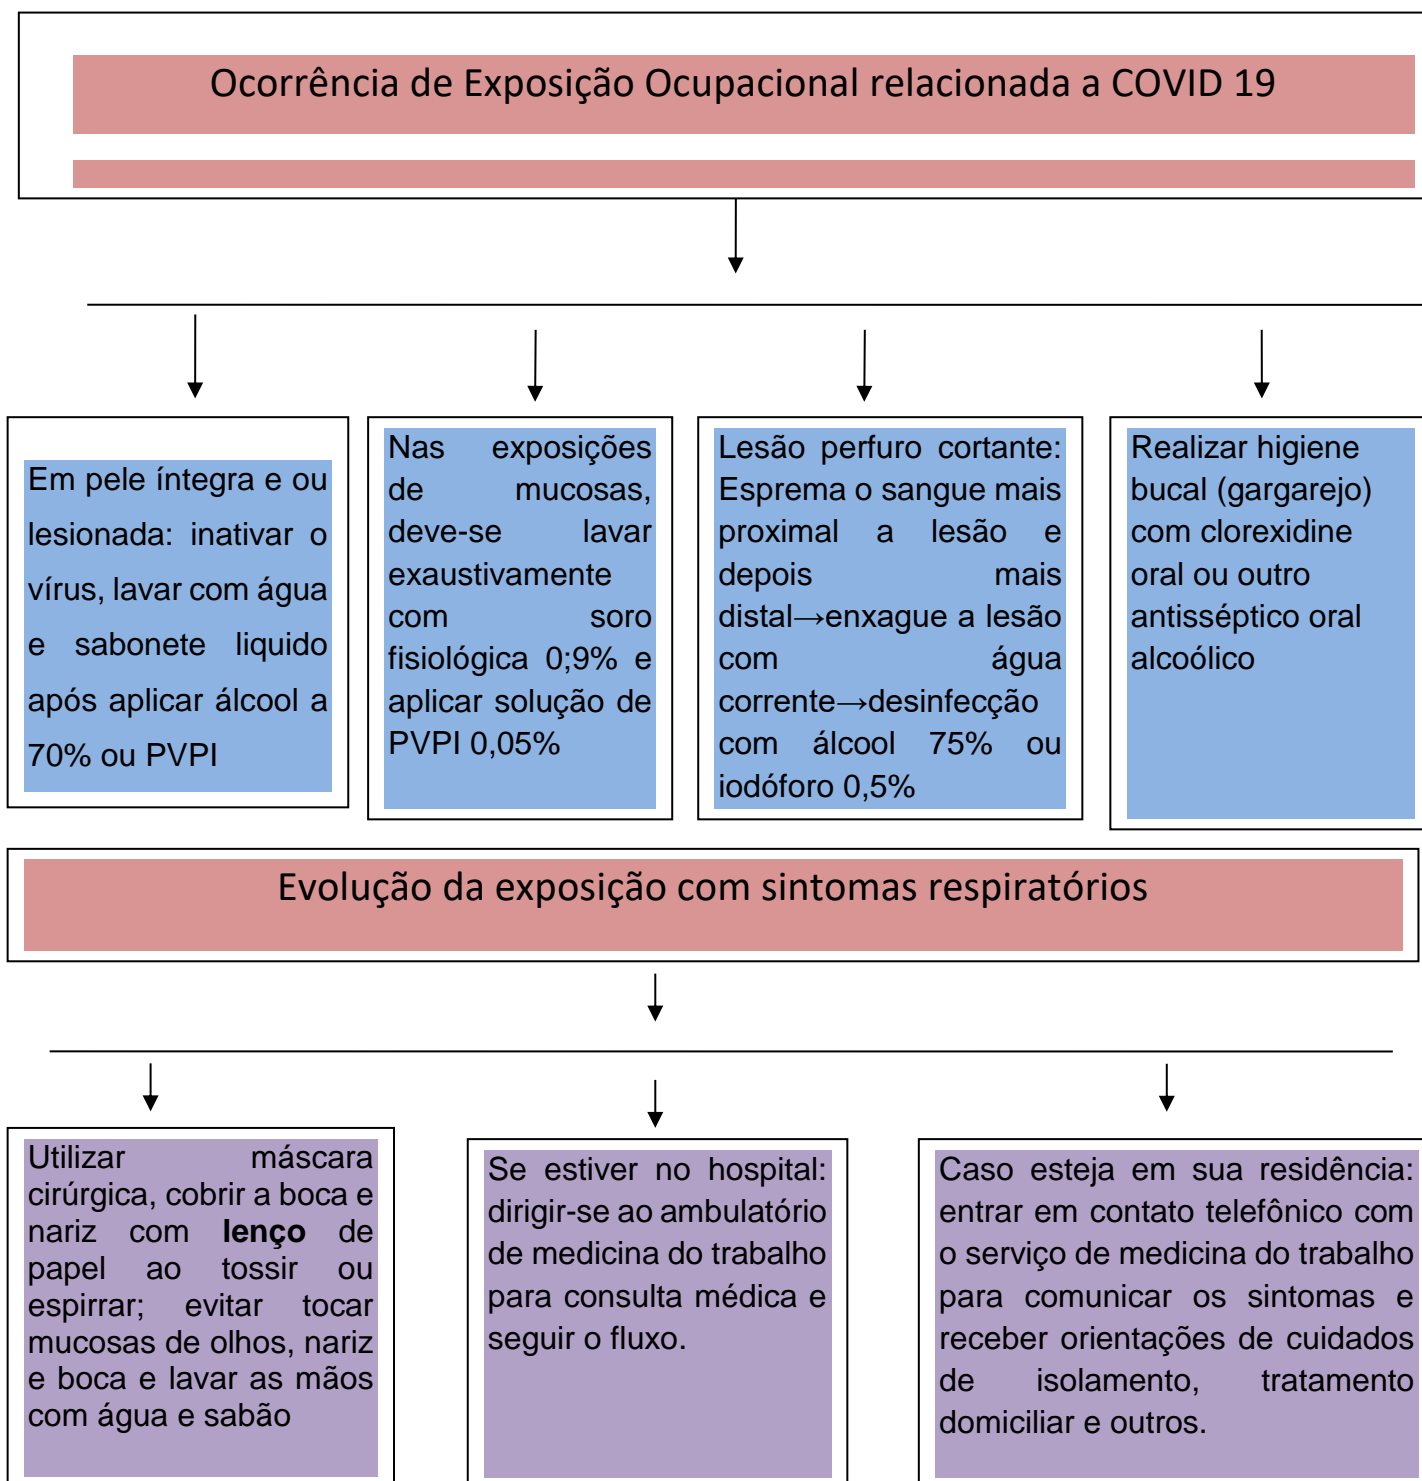 Ocorrência de Exposição Ocupacional relacionada a COVID 19
Em pele íntegra e ou
lesionada: inativar o
vírus, lavar com água
e sabonete liquido
após aplicar álcool a
70% ou PVPI
Nas exposições
de mucosas,
deve-se lavar
exaustivamente
com soro
fisiológica 0;9% e
aplicar solução de
PVPI 0,05%
Lesão perfuro cortante:
Esprema o sangue mais
proximal a lesão e
depois mais
distal→enxague a lesão
com água
corrente→desinfecção
com álcool 75% ou
iodóforo 0,5%
Realizar higiene
bucal (gargarejo)
com clorexidine
oral ou outro
antisséptico oral
alcoólico
Evolução da exposição com sintomas respiratórios
Utilizar máscara
cirúrgica, cobrir a boca e
nariz com lenço de
papel ao tossir ou
espirrar; evitar tocar
mucosas de olhos, nariz
e boca e lavar as mãos
com água e sabão
Se estiver no hospital:
dirigir-se ao ambulatório
de medicina do trabalho
para consulta médica e
seguir o fluxo.
Caso esteja em sua residência:
entrar em contato telefônico com
o serviço de medicina do trabalho
para comunicar os sintomas e
receber orientações de cuidados
de isolamento, tratamento
domiciliar e outros.